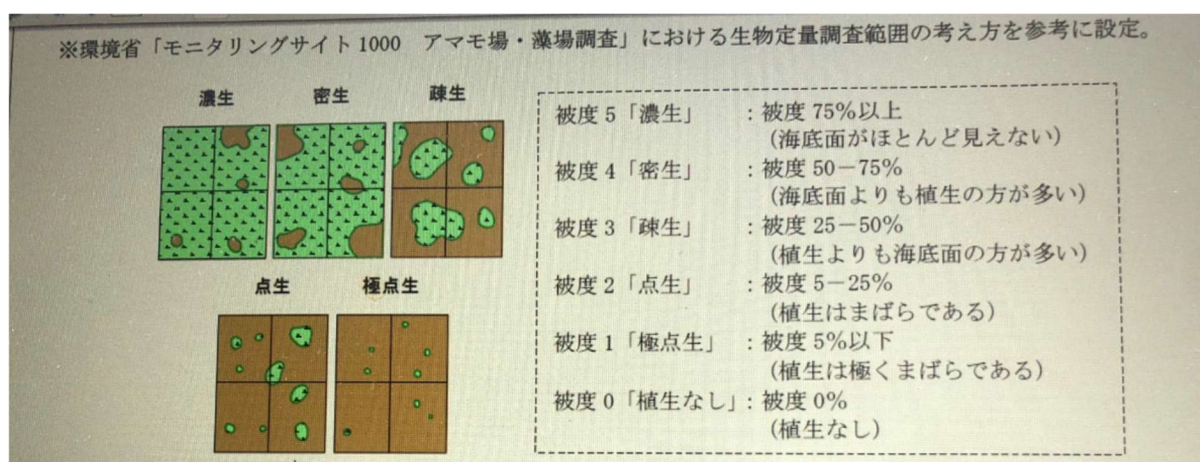 ※環境省「モニタリングサイト1000　アマモ場・藻場調査」における生物定量調査範囲の考え方を参考に設定。
濃生　密生　疎生
点生　極点生
被度 5「濃生」　：被度 75%以上
(海底面がほとんど見えない)
被度 4「密生」　：被度 50－75%
(海底面よりも植生の方が多い)
被度 3「疎生」　：被度 25－50%
(植生よりも海底面の方が多い)
被度 2「点生」　：被度 5－25%
(植生はまばらである)
被度 1「極点生」　：被度 5%以下
(植生は極くまばらである)
被度 0「植生なし」：被度 0%
(植生なし)